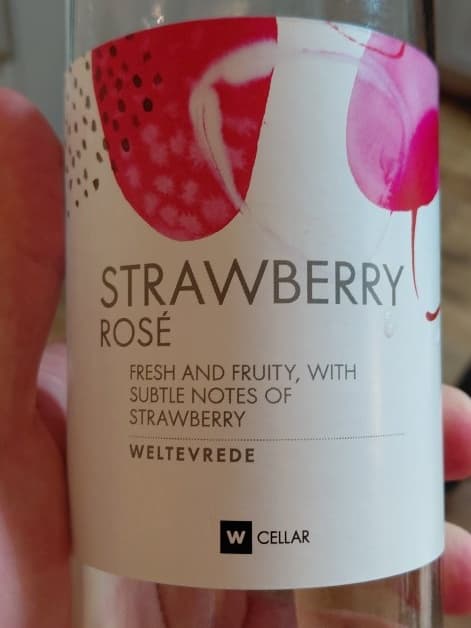 STRAWBERRY
ROSÉ
FRESH AND FRUITY, WITH
SUBTLE NOTES OF
STRAWBERRY
WELTEVREDE
W CELLAR